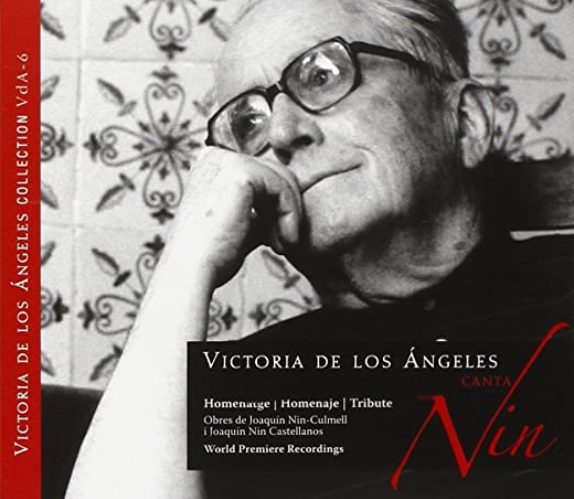 VICTORIA DE LOS ÁNGELES COLLECTION VdA-6
VICTORIA DE LOS ÁNGELES
CANTA
Nin
Homenatge | Homenaje | Tribute
Obres de Joaquín Nin-Culmell
i Joaquín Nin Castellanos
World Premiere Recordings